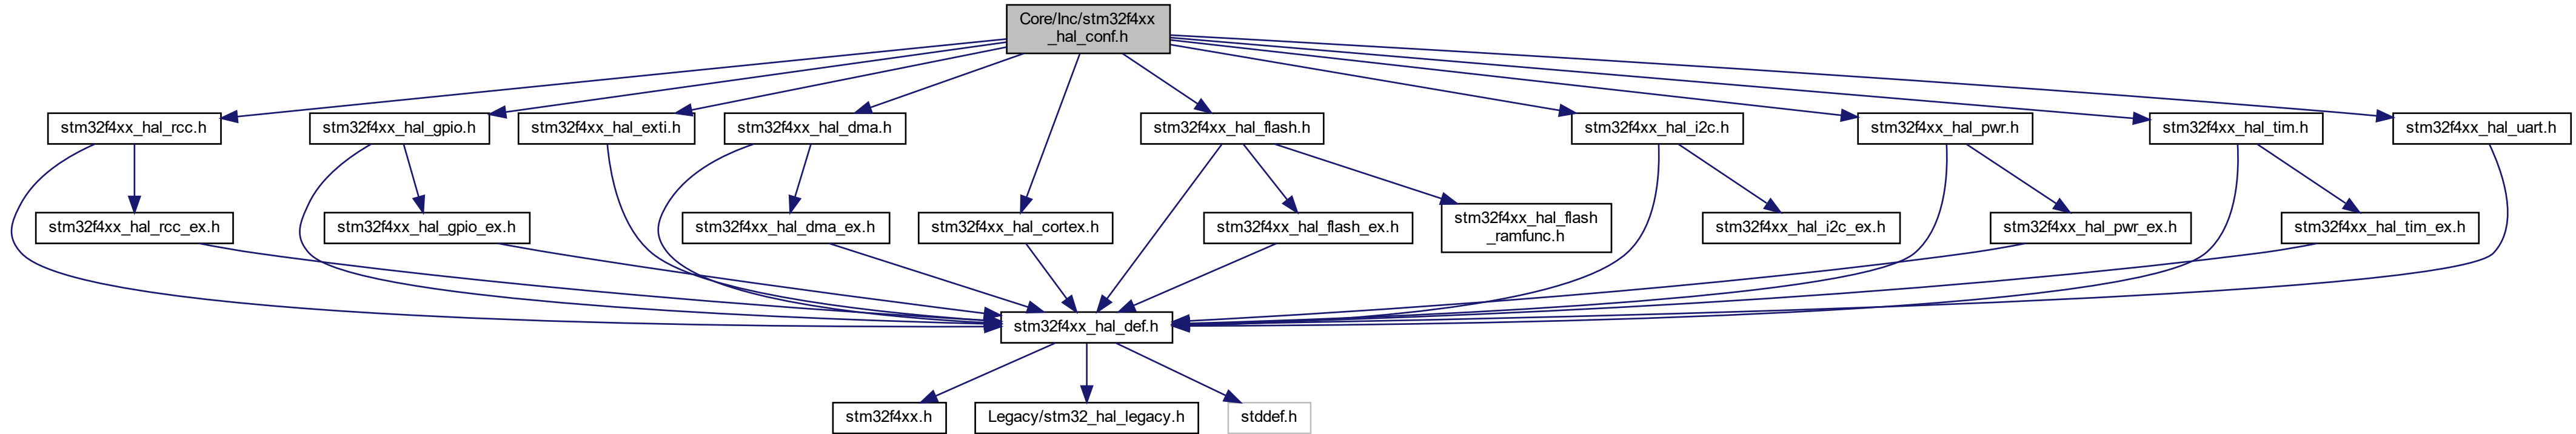 Core/Inc/stm32f4xx
_hal_conf.h
stm32f4xx_hal_rcc.h
stm32f4xx_hal_gpio.h
stm32f4xx_hal_exti.h
stm32f4xx_hal_dma.h
stm32f4xx_hal_flash.h
stm32f4xx_hal_i2c.h
stm32f4xx_hal_pwr.h
stm32f4xx_hal_tim.h
stm32f4xx_hal_uart.h
stm32f4xx_hal_rcc_ex.h
stm32f4xx_hal_gpio_ex.h
stm32f4xx_hal_dma_ex.h
stm32f4xx_hal_cortex.h
stm32f4xx_hal_flash_ex.h
stm32f4xx_hal_flash
_ramfunc.h
stm32f4xx_hal_i2c_ex.h
stm32f4xx_hal_pwr_ex.h
stm32f4xx_hal_tim_ex.h
stm32f4xx_hal_def.h
stm32f4xx.h
Legacy/stm32_hal_legacy.h
stddef.h